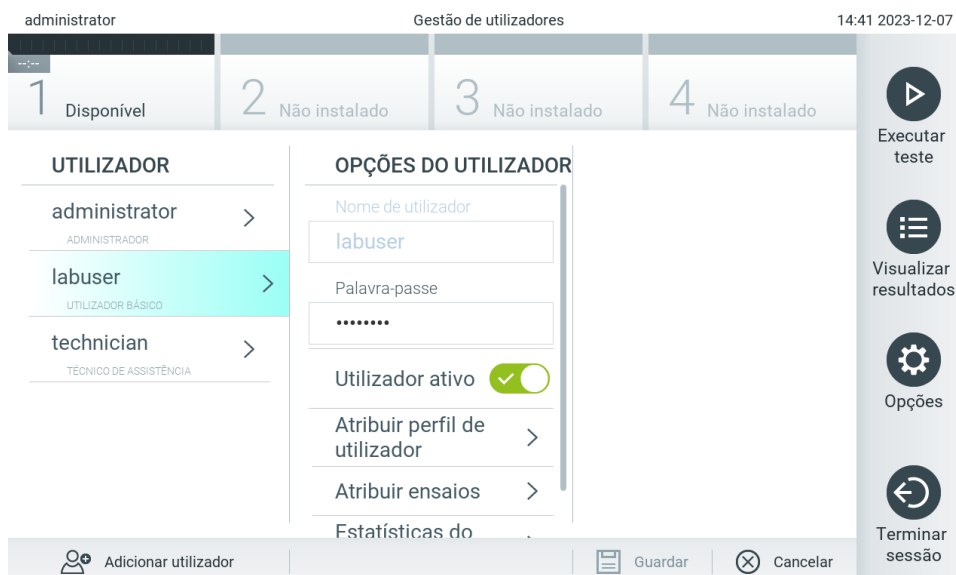 administrator
Gestão de utilizadores
14:41 2023-12-07
--:--
1 Disponível
2 Não instalado
3 Não instalado
4 Não instalado
UTILIZADOR
administrator
ADMINISTRADOR
labuser
UTILIZADOR BÁSICO
technician
TÉCNICO DE ASSISTÊNCIA
OPÇÕES DO UTILIZADOR
Nome de utilizador
labuser
Palavra-passe
••••••••
Utilizador ativo
Atribuir perfil de
utilizador
Atribuir ensaios
Estatísticas do
Executar
teste
Visualizar
resultados
Opções
Terminar
sessão
Adicionar utilizador
Guardar
Cancelar